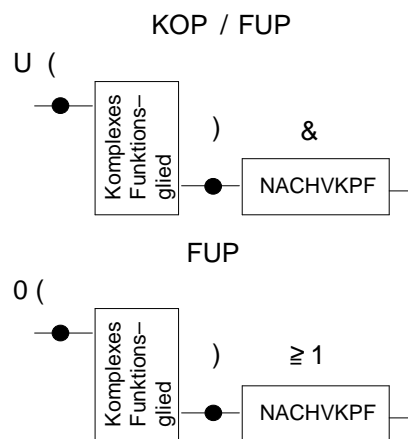 KOP / FUP
U (
Komplexes
Funktions–
glied
)
&
NACHVKPF
FUP
0 (
Komplexes
Funktions–
glied
)
≧ 1
NACHVKPF